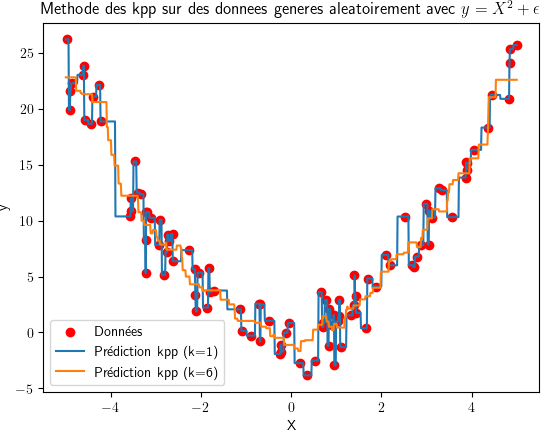 Methode des kpp sur des donnees generes aleatoirement avec $y = X^2 + \epsilon$
y
25
20
15
10
5
0
−5
Données
Prédiction kpp (k=1)
Prédiction kpp (k=6)
−4 −2 0 2 4
X